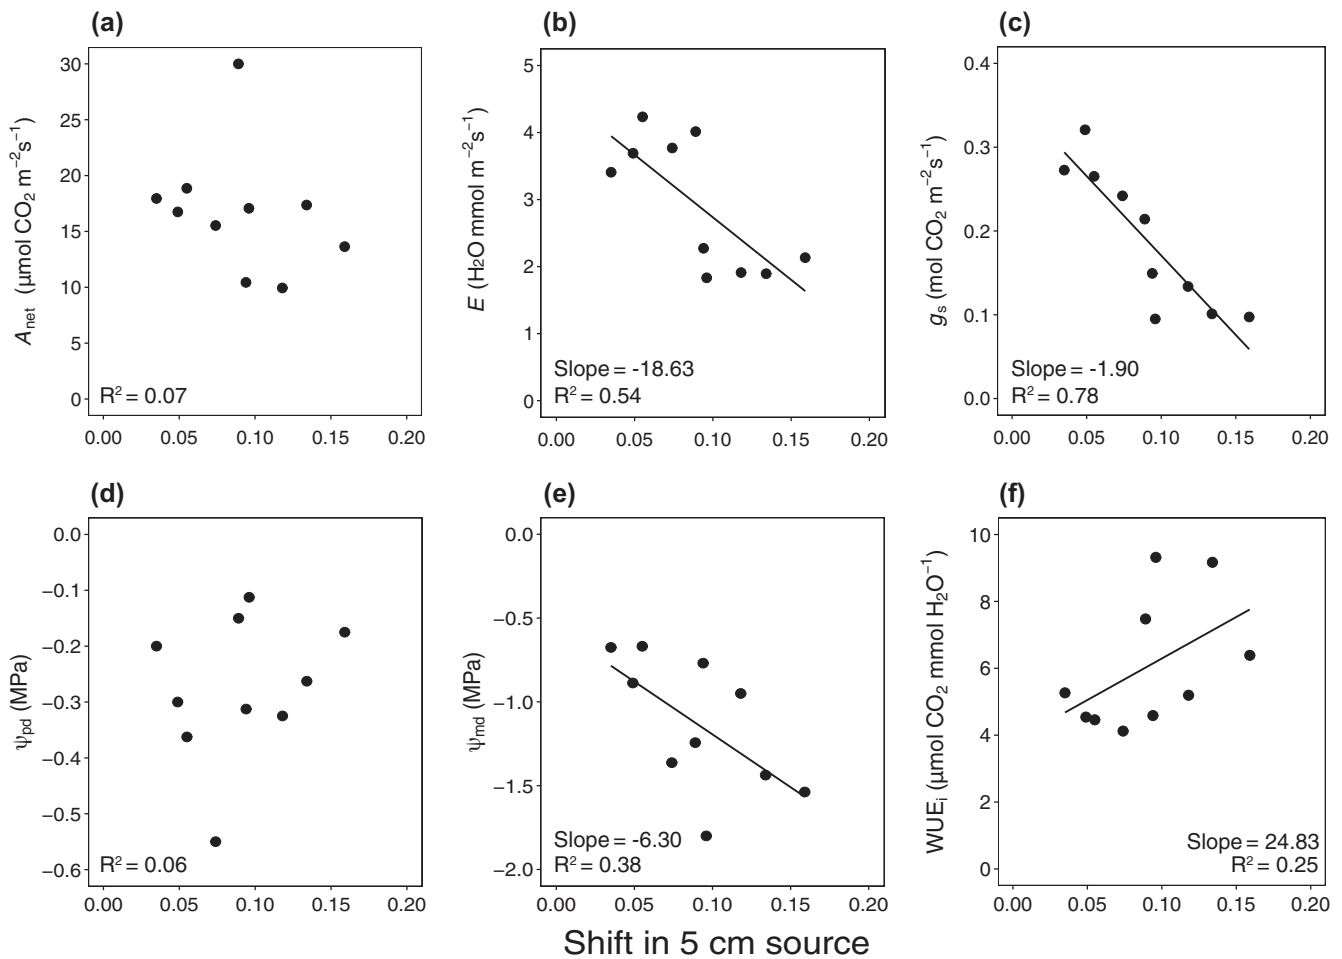 (a)
(b)
(c)
30
25
20
15
10
5
0
A_net (μmol CO₂ m⁻²s⁻¹)
R² = 0.07
0.00 0.05 0.10 0.15 0.20
5
4
3
2
1
0
E (H₂O mmol m⁻²s⁻¹)
Slope = -18.63
R² = 0.54
0.00 0.05 0.10 0.15 0.20
0.4
0.3
0.2
0.1
0.0
g_s (mol CO₂ m⁻²s⁻¹)
Slope = -1.90
R² = 0.78
0.00 0.05 0.10 0.15 0.20
(d)
(e)
(f)
0.0
−0.1
−0.2
−0.3
−0.4
−0.5
−0.6
ψ_pd (MPa)
R² = 0.06
0.00 0.05 0.10 0.15 0.20
0.0
−0.5
−1.0
−1.5
−2.0
ψ_md (MPa)
Slope = -6.30
R² = 0.38
0.00 0.05 0.10 0.15 0.20
10
8
6
4
2
0
WUE_i (μmol CO₂ mmol H₂O⁻¹)
Slope = 24.83
R² = 0.25
0.00 0.05 0.10 0.15 0.20
Shift in 5 cm source